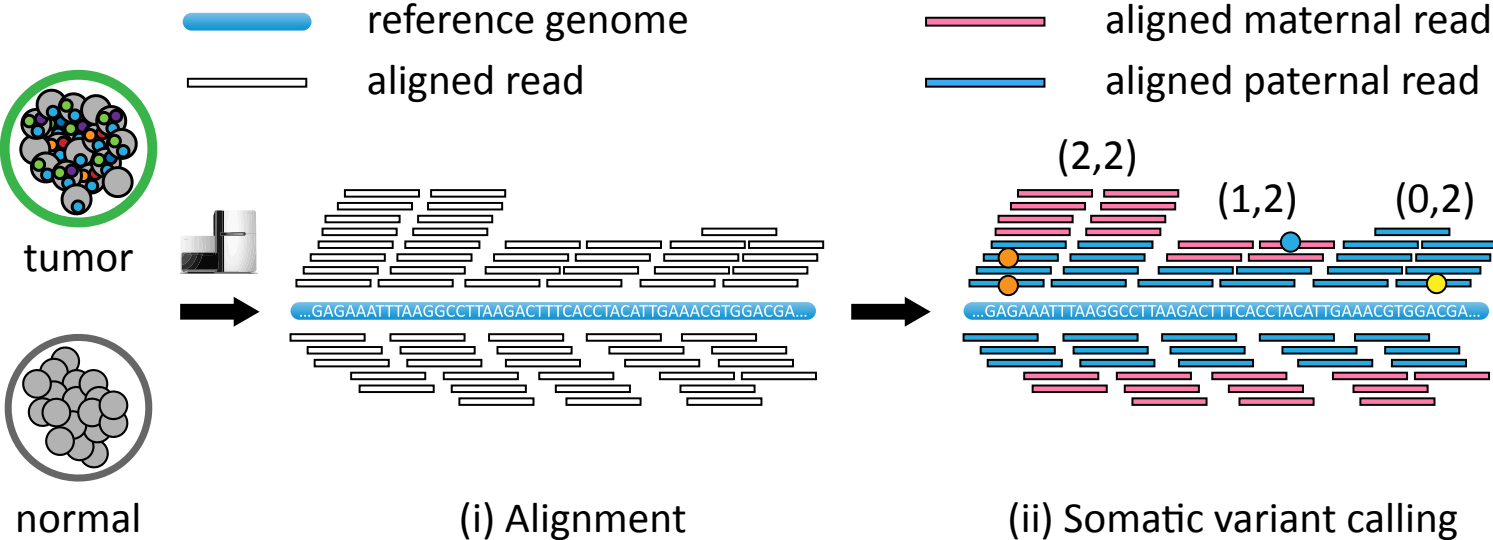 reference genome
aligned maternal read
aligned read
aligned paternal read
(2,2)
(1,2)
(0,2)
tumor
...GAGAAATTTAAGGCCTTAAGACTTTCACCTACATTGAAACGTGGACGA...
...GAGAAATTTAAGGCCTTAAGACTTTCACCTACATTGAAACGTGGACGA...
normal
(i) Alignment
(ii) Somatic variant calling